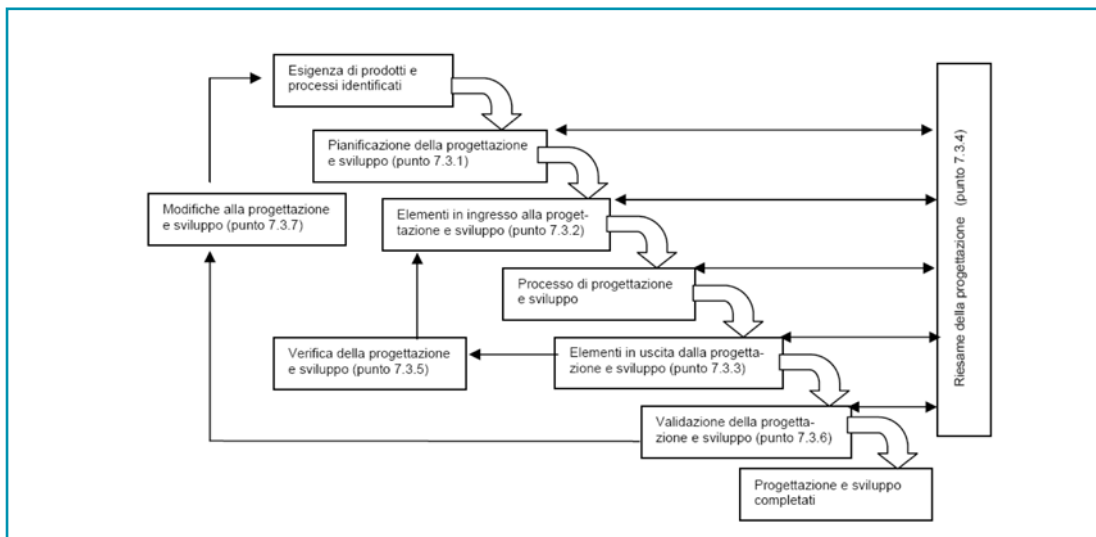 Esigenza di prodotti e
processi identificati
Pianificazione della progettazione
e sviluppo (punto 7.3.1)
Modifiche alla progettazione
e sviluppo (punto 7.3.7)
Elementi in ingresso alla proget-
tazione e sviluppo (punto 7.3.2)
Processo di progettazione
e sviluppo
Verifica della progettazione
e sviluppo (punto 7.3.5)
Elementi in uscita dalla progetta-
zione e sviluppo (punto 7.3.3)
Validazione della progetta-
zione e sviluppo (punto 7.3.6)
Progettazione e sviluppo
completati
Riesame della progettazione (punto 7.3.4)